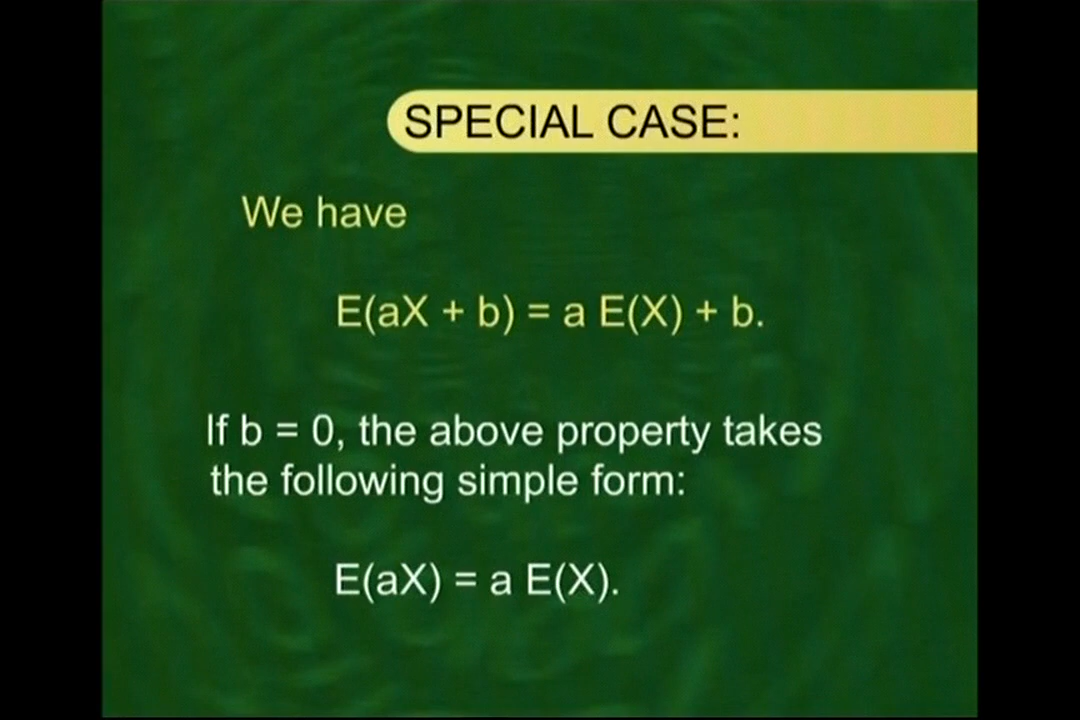 SPECIAL CASE:
We have
E(aX + b) = a E(X) + b.
If b = 0, the above property takes
the following simple form:
E(aX) = a E(X).